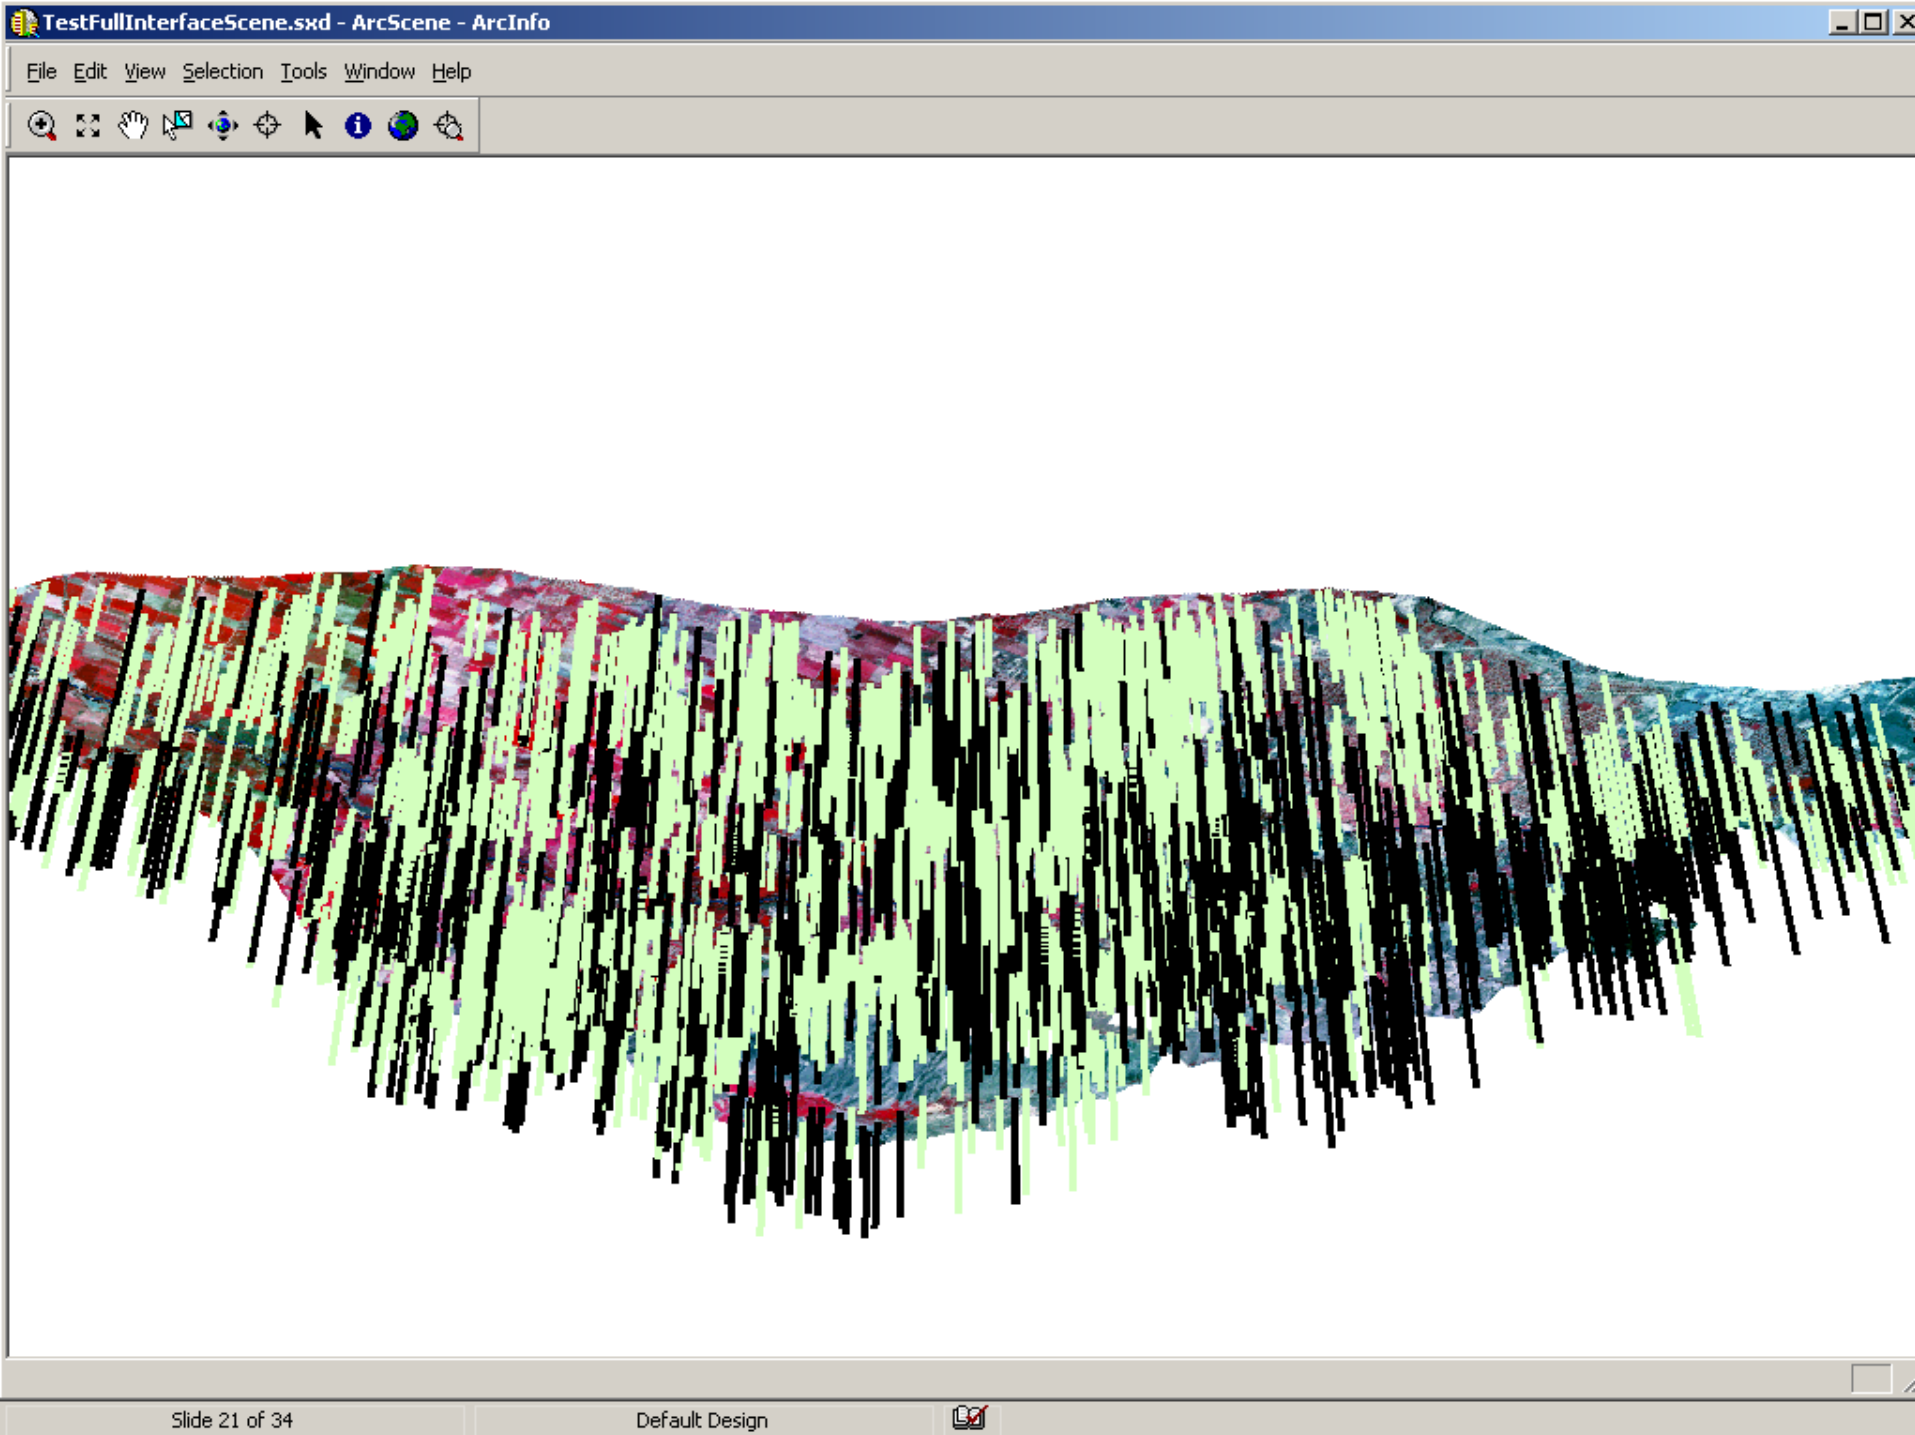 TestFullInterfaceScene.sxd - ArcScene - ArcInfo
File Edit View Selection Tools Window Help
Slide 21 of 34 Default Design